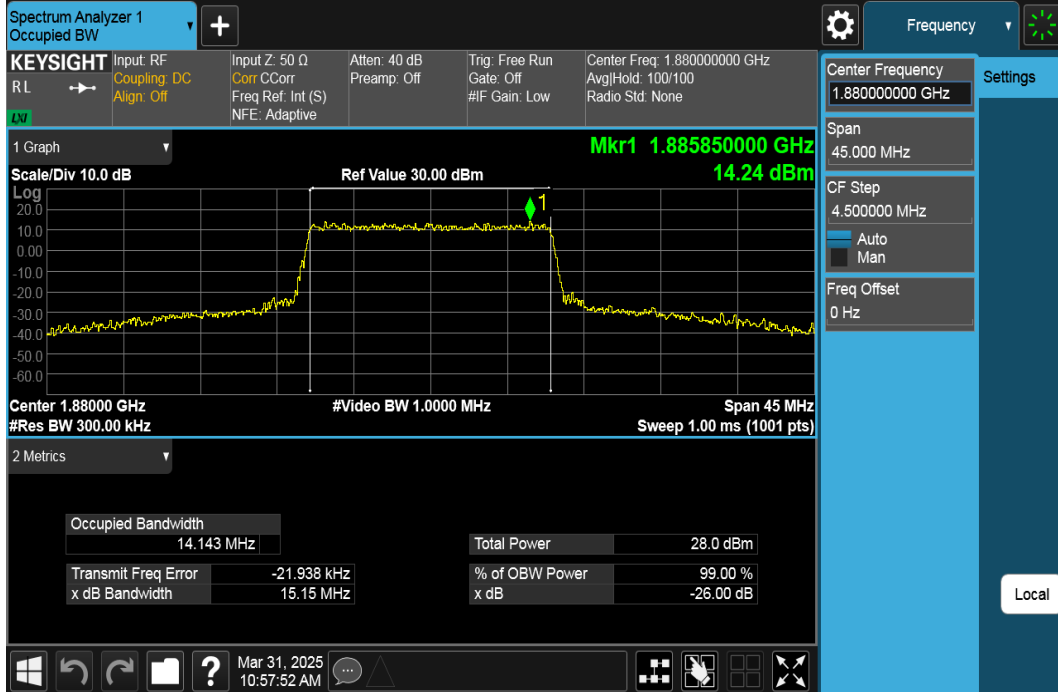 Spectrum Analyzer 1
Occupied BW
Frequency
KEYSIGHT
RL
LXI
Input: RF
Coupling: DC
Align: Off
Input Z: 50 Ω
Corr CCorr
Freq Ref: Int (S)
NFE: Adaptive
Atten: 40 dB
Preamp: Off
Trig: Free Run
Gate: Off
#IF Gain: Low
Center Freq: 1.880000000 GHz
Avg|Hold: 100/100
Radio Std: None
1 Graph
Mkr1 1.885850000 GHz
14.24 dBm
Scale/Div 10.0 dB
Ref Value 30.00 dBm
Log
20.0
10.0
0.00
-10.0
-20.0
-30.0
-40.0
-50.0
-60.0
1
Center 1.88000 GHz
#Video BW 1.0000 MHz
Span 45 MHz
#Res BW 300.00 kHz
Sweep 1.00 ms (1001 pts)
2 Metrics
Occupied Bandwidth
14.143 MHz
Total Power 28.0 dBm
Transmit Freq Error -21.938 kHz
% of OBW Power 99.00 %
x dB Bandwidth 15.15 MHz
x dB -26.00 dB
Center Frequency
1.880000000 GHz
Settings
Span
45.000 MHz
CF Step
4.500000 MHz
Auto
Man
Freq Offset
0 Hz
Local
?
Mar 31, 2025
10:57:52 AM